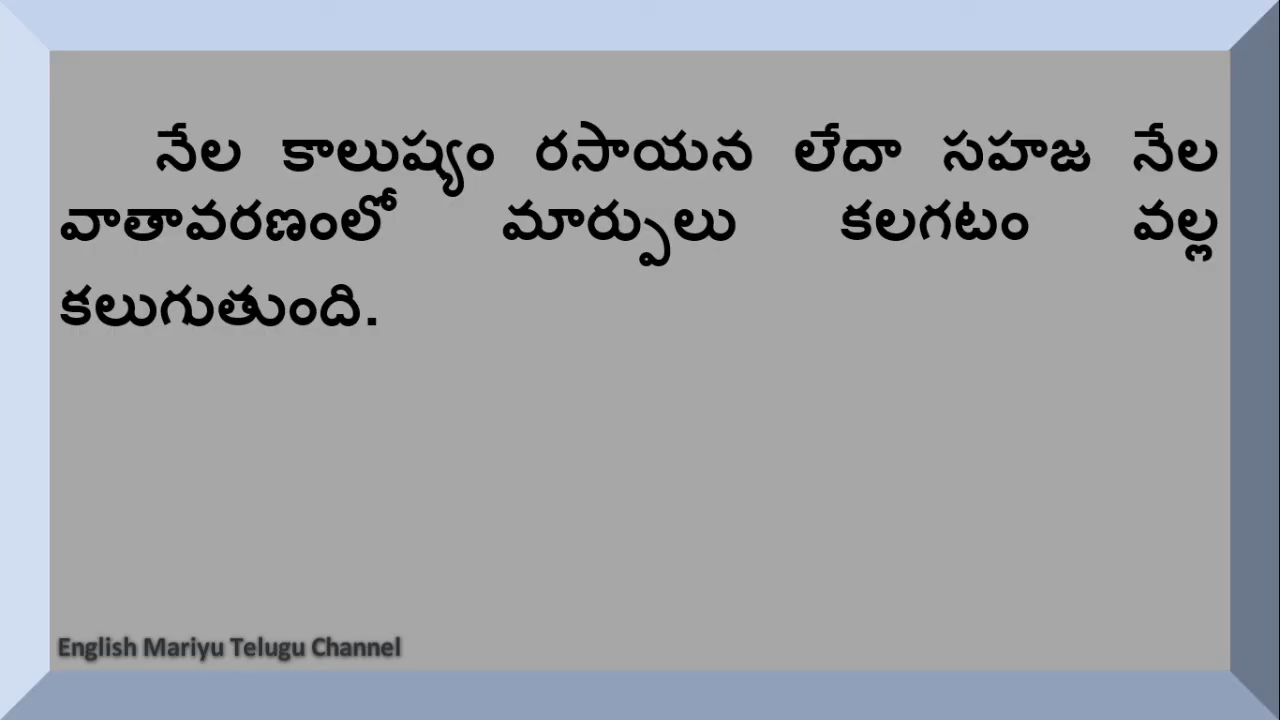 నేల కాలుష్యం రసాయన లేదా సహజ నేల
వాతావరణంలో మార్పులు కలగటం వల్ల
కలుగుతుంది.
English Mariyu Telugu Channel